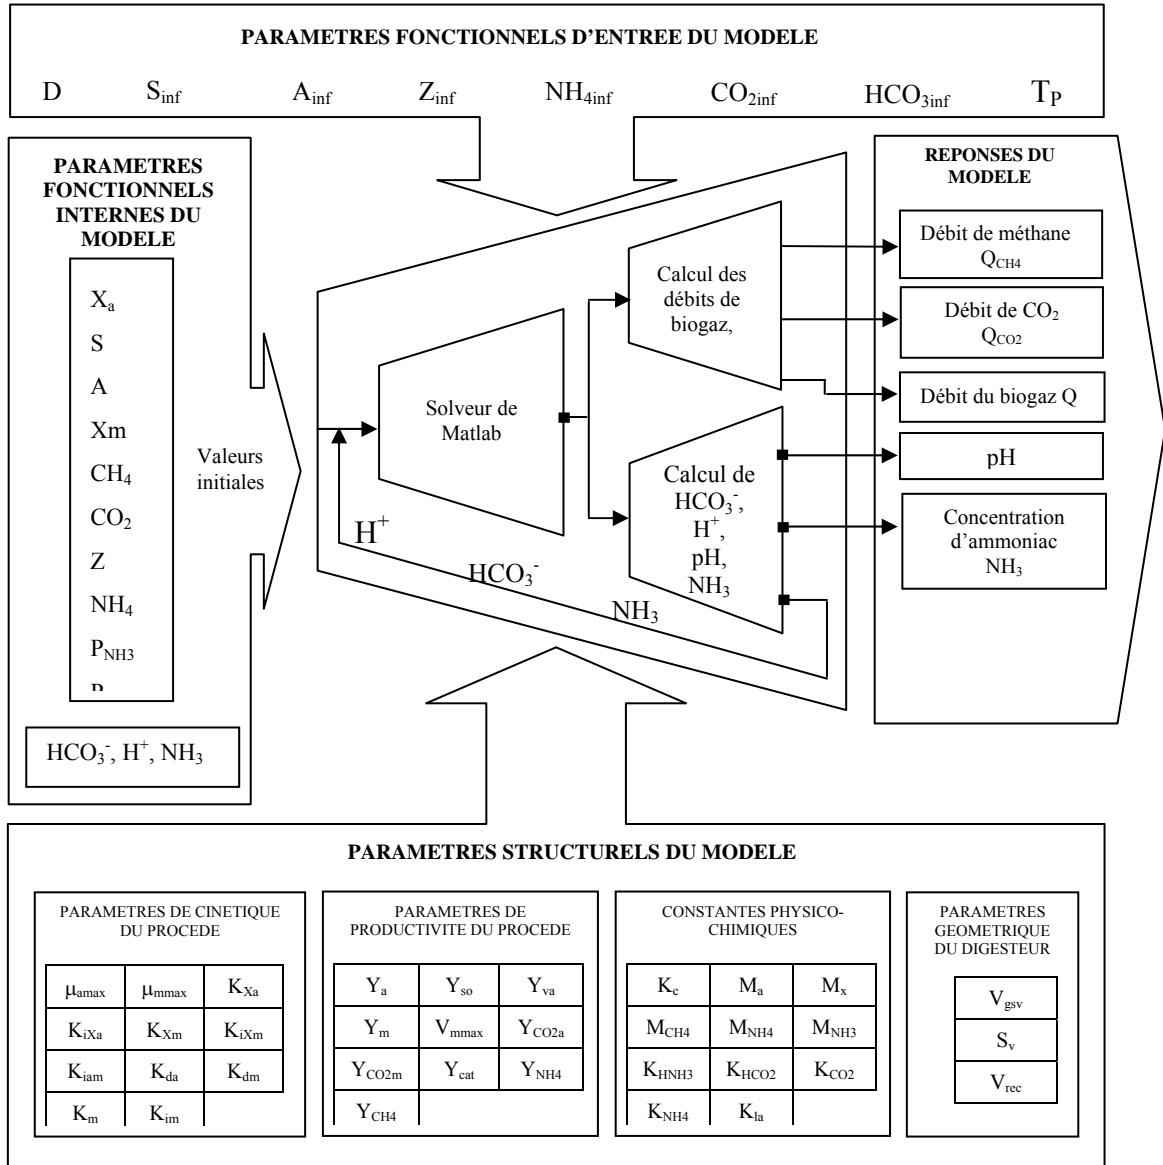 PARAMETRES FONCTIONNELS D'ENTREE DU MODELE
D S_inf A_inf Z_inf NH_4inf CO_2inf HCO_3inf T_P
PARAMETRES
FONCTIONNELS
INTERNES DU
MODELE
X_a
S
A
Xm
CH_4
CO_2
Z
NH_4
P_NH3
HCO_3^-, H^+, NH_3
Valeurs
initiales
Solveur de
Matlab
H^+
HCO_3^-
NH_3
Calcul des
débits de
biogaz,
Calcul de
HCO_3^-,
H^+,
pH,
NH_3
REPONSES DU
MODELE
Débit de méthane
Q_CH4
Débit de CO_2
Q_CO2
Débit du biogaz Q
pH
Concentration
d'ammoniac
NH_3
PARAMETRES STRUCTURELS DU MODELE
PARAMETRES DE CINETIQUE
DU PROCEDE
µ_amax µ_mmax K_Xa
K_iXa K_Xm K_iXm
K_iam K_da K_dm
K_m K_im
PARAMETRES DE
PRODUCTIVITE DU PROCEDE
Y_a Y_so Y_va
Y_m V_mmax Y_CO2a
Y_CO2m Y_cat Y_NH4
Y_CH4
CONSTANTES PHYSICO-
CHIMIQUES
K_c M_a M_x
M_CH4 M_NH4 M_NH3
K_HNH3 K_HCO2 K_CO2
K_NH4 K_la
PARAMETRES
GEOMETRIQUE
DU DIGESTEUR
V_gsv
S_v
V_rec